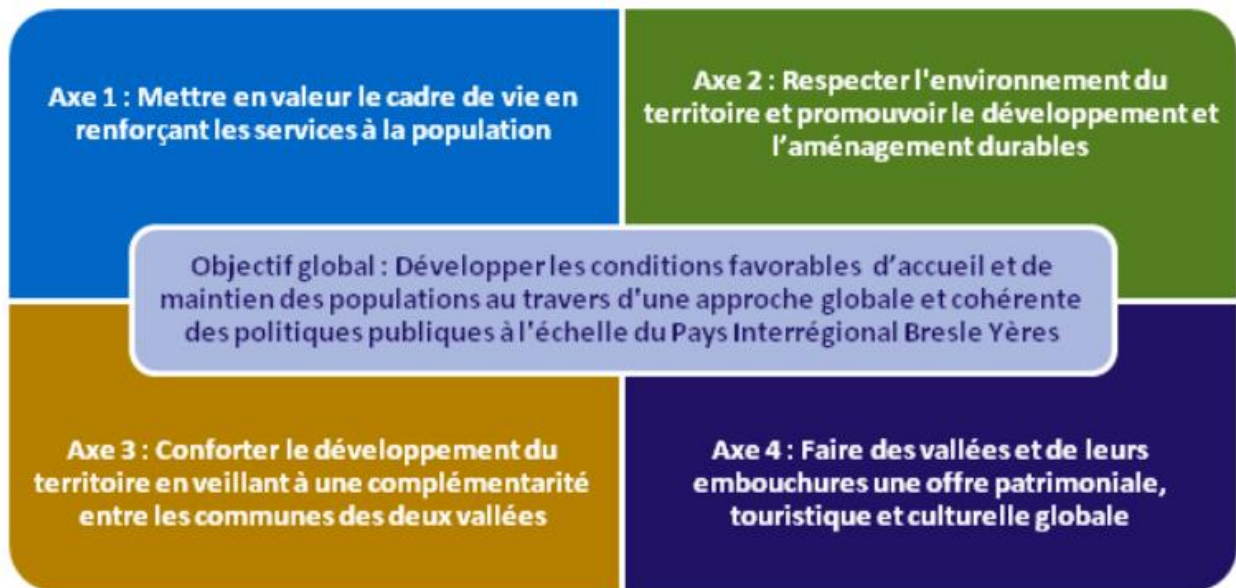 Axe 1 : Mettre en valeur le cadre de vie en
renforçant les services à la population
Axe 2 : Respecter l'environnement du
territoire et promouvoir le développement et
l'aménagement durables
Objectif global : Développer les conditions favorables d'accueil et de
maintien des populations au travers d'une approche globale et cohérente
des politiques publiques à l'échelle du Pays Interrégional Bresle Yères
Axe 3 : Conforter le développement du
territoire en veillant à une complémentarité
entre les communes des deux vallées
Axe 4 : Faire des vallées et de leurs
embouchures une offre patrimoniale,
touristique et culturelle globale